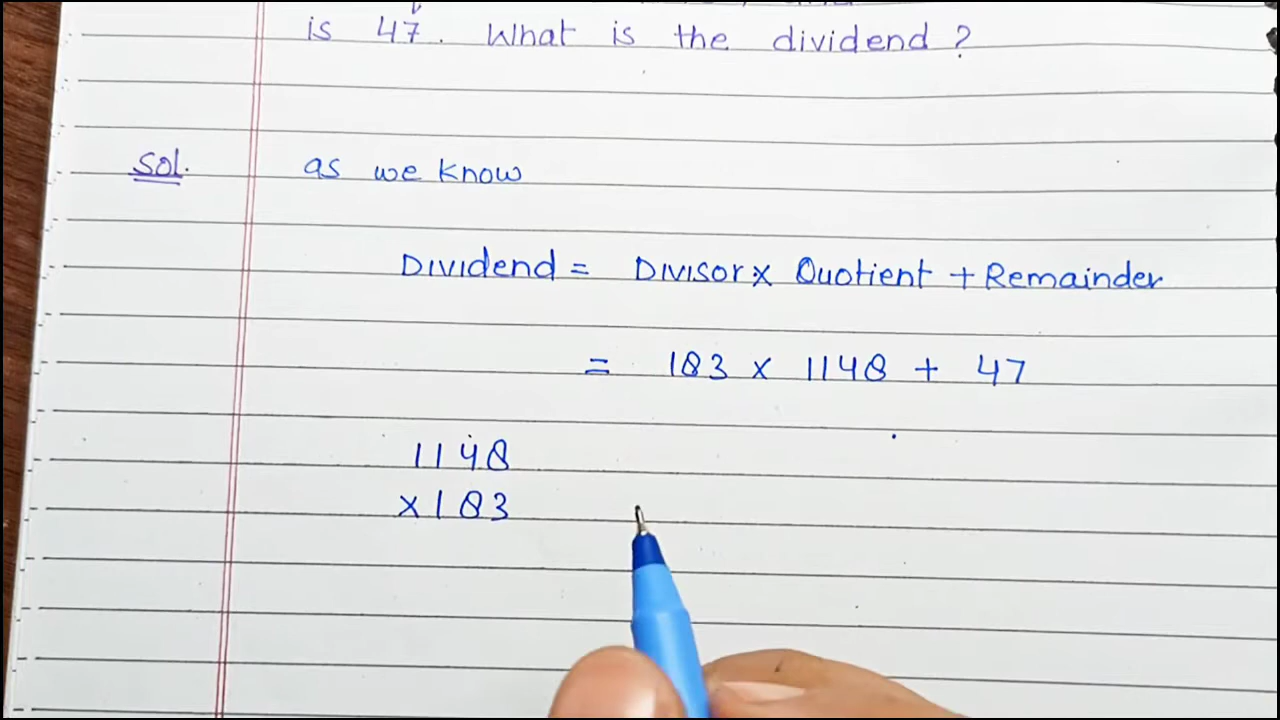 is 47. What is the dividend?
Sol. as we know
Dividend = Divisor x Quotient + Remainder
= 183 x 1148 + 47
1148
x183